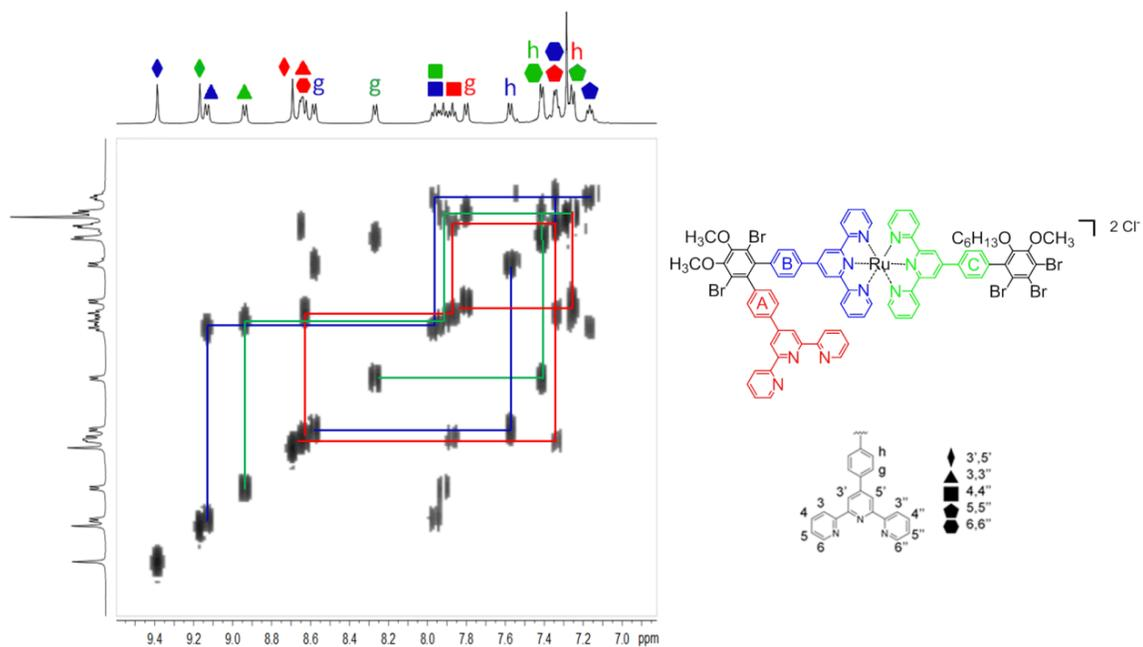 h h
g g g h
9.4 9.2 9.0 8.8 8.6 8.4 8.2 8.0 7.8 7.6 7.4 7.2 7.0 ppm
2 Cl-
H3CO Br
H3CO
Br
A
B
N
N
N
Ru
N
N
N
C
C6H13O OCH3
Br
Br Br
N
N N
h
g
3' 5'
3 3''
4 4''
5 5''
6 6''
N
N N
3',5'
3,3''
4,4''
5,5''
6,6''